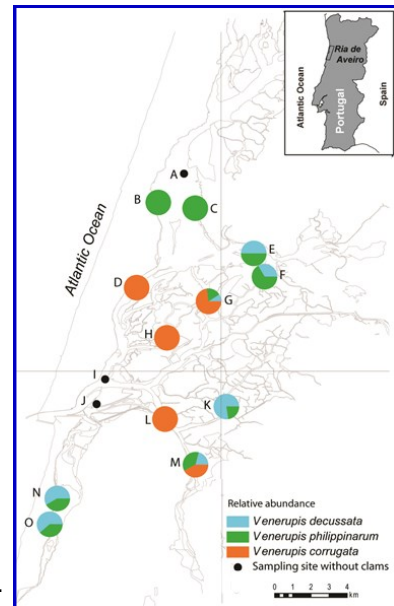 Ria de
Aveiro
Atlantic Ocean
Portugal
Spain
A
B
C
Atlantic Ocean
E
F
D
G
H
I
J
K
L
M
N
O
Relative abundance
Venerupis decussata
Venerupis philippinarum
Venerupis corrugata
Sampling site without clams
0 1 2 4 km